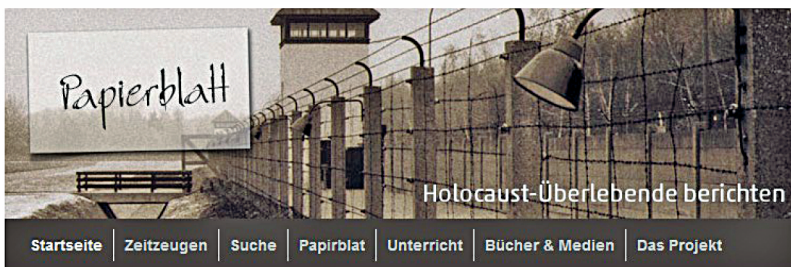 Papierblatt
Holocaust-Überlebende berichten
Startseite Zeitzeugen Suche Papirblat Unterricht Bücher & Medien Das Projekt